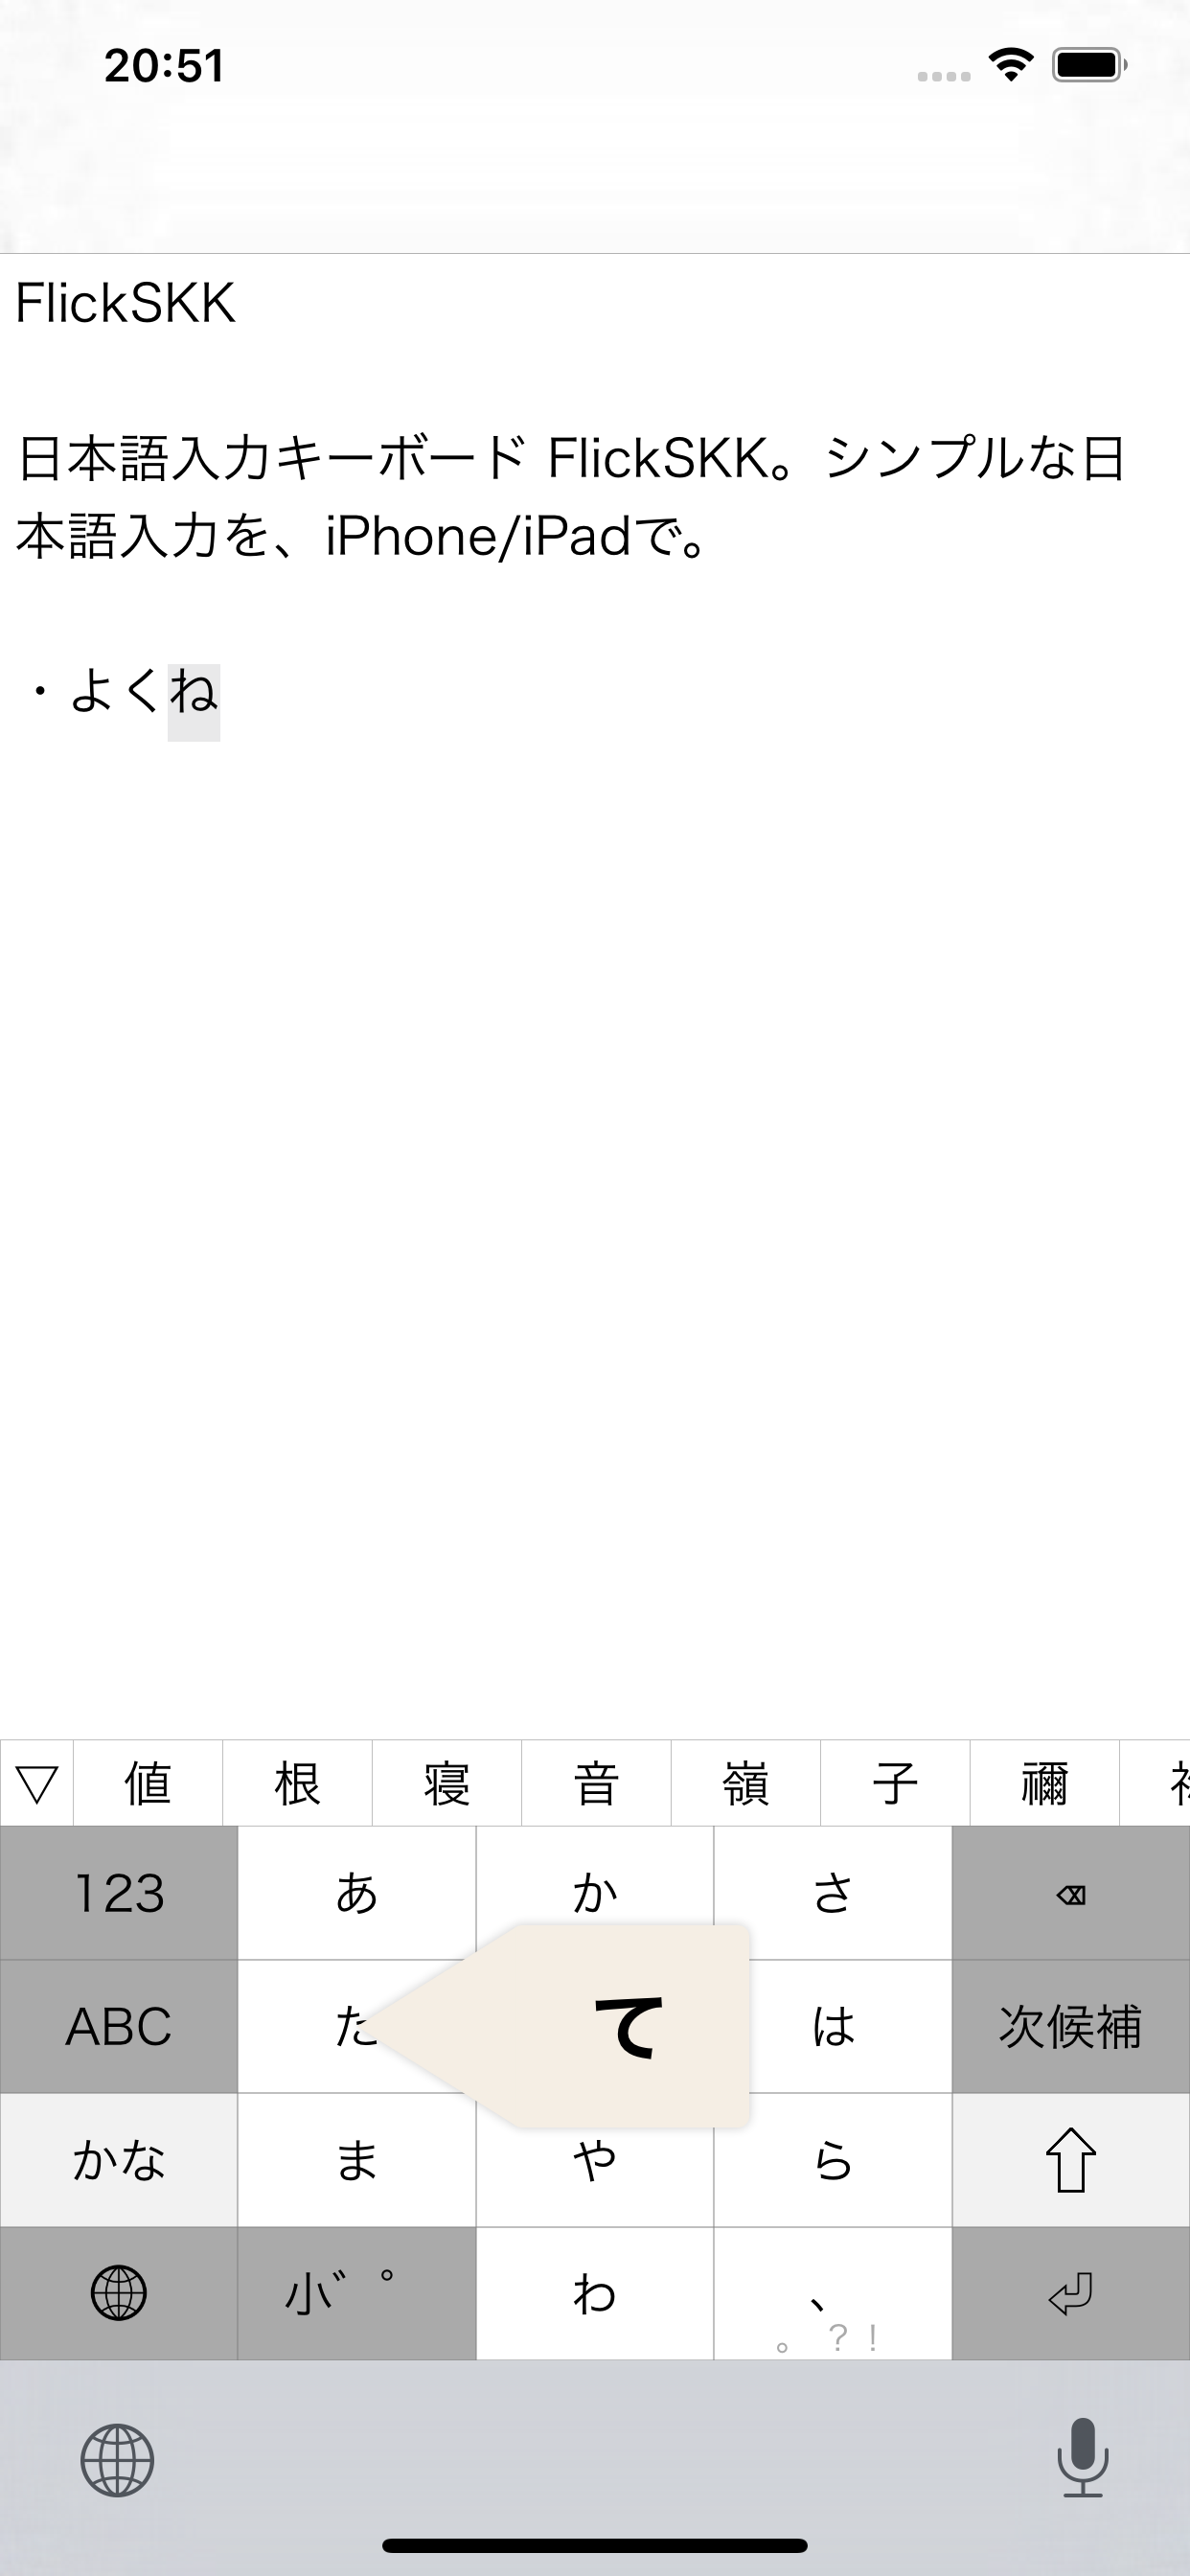 20:51
FlickSKK
日本語入力キーボード FlickSKK。シンプルな日
本語入力を、iPhone/iPadで。
・よくね
▽ 値 根 寝 音 嶺 子 禰
123 あ か さ
ABC た て は 次候補
かな ま や ら
小゛゜ わ 、
。?!